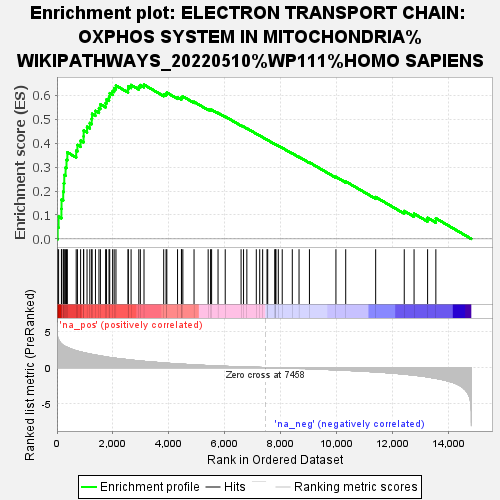 Enrichment plot: ELECTRON TRANSPORT CHAIN:
OXPHOS SYSTEM IN MITOCHONDRIA%
WIKIPATHWAYS_20220510%WP111%HOMO SAPIENS
Enrichment score (ES)
0.6
0.5
0.4
0.3
0.2
0.1
0.0
'na_pos' (positively correlated)
Ranked list metric (PreRanked)
5
0
-5
Zero cross at 7458
'na_neg' (negatively correlated)
0 2,000 4,000 6,000 8,000 10,000 12,000 14,000
Rank in Ordered Dataset
Enrichment profile Hits Ranking metric scores